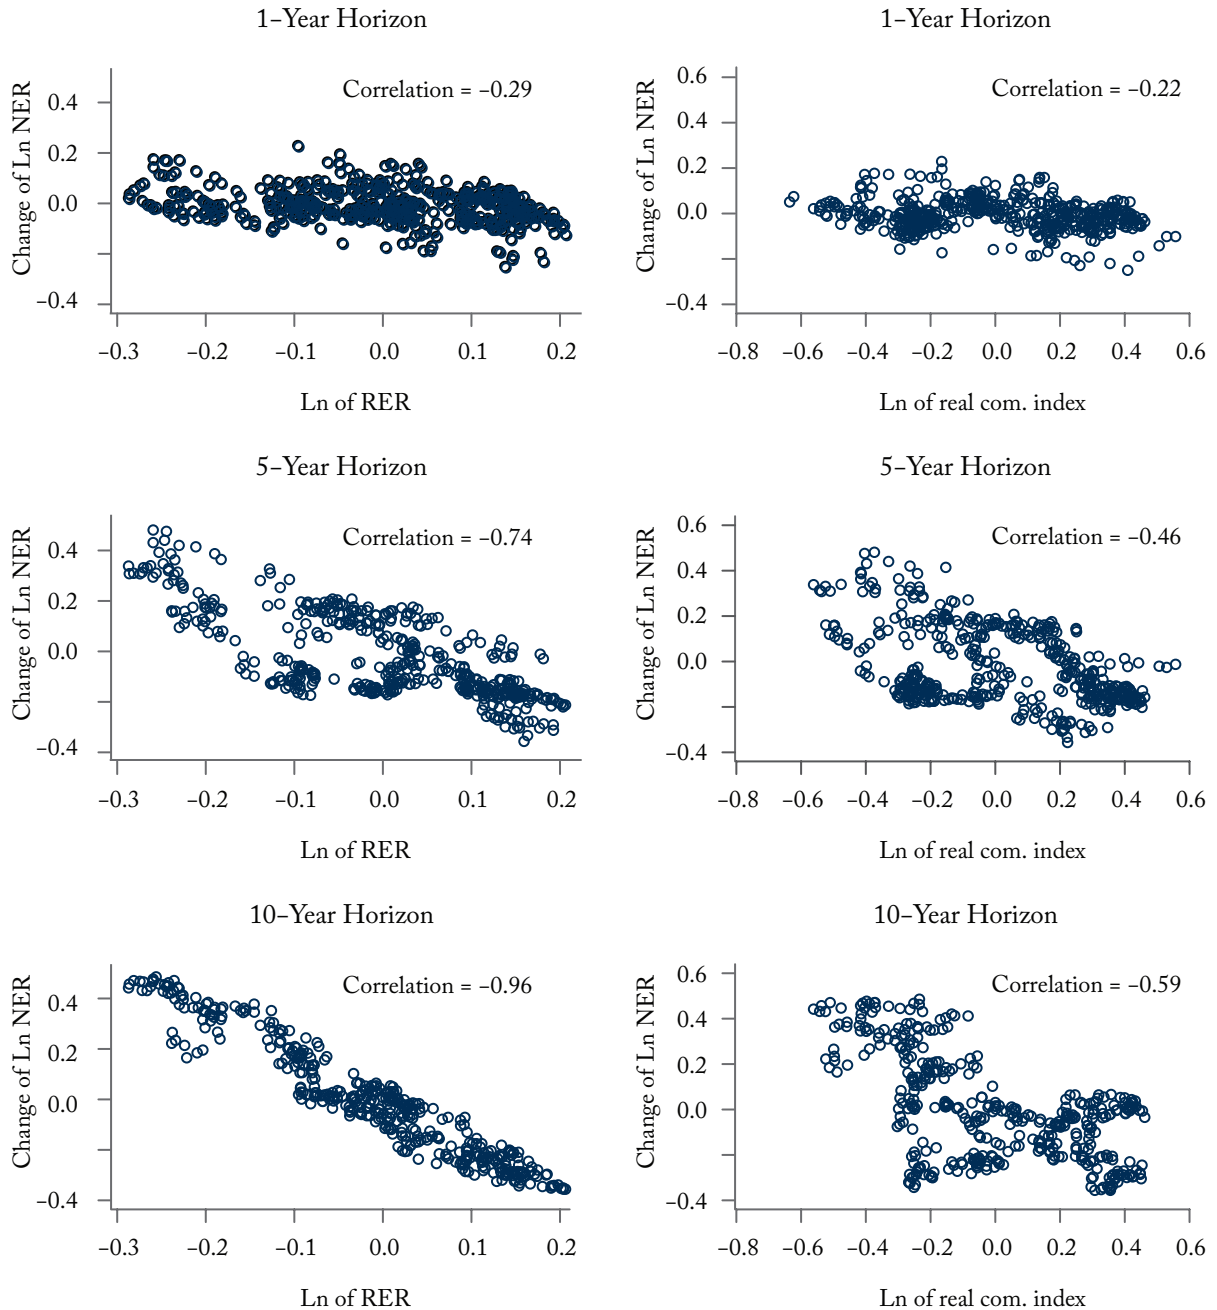 1–Year Horizon
Change of Ln NER
Correlation = –0.29
0.4
0.2
0.0
–0.4
–0.3 –0.2 –0.1 0.0 0.1 0.2
Ln of RER
1–Year Horizon
Change of Ln NER
Correlation = –0.22
0.6
0.4
0.2
0.0
–0.4
–0.8 –0.6 –0.4 –0.2 0.0 0.2 0.4 0.6
Ln of real com. index
5–Year Horizon
Change of Ln NER
Correlation = –0.74
0.4
0.2
0.0
–0.4
–0.3 –0.2 –0.1 0.0 0.1 0.2
Ln of RER
5–Year Horizon
Change of Ln NER
Correlation = –0.46
0.6
0.4
0.2
0.0
–0.4
–0.8 –0.6 –0.4 –0.2 0.0 0.2 0.4 0.6
Ln of real com. index
10–Year Horizon
Change of Ln NER
Correlation = –0.96
0.4
0.2
0.0
–0.4
–0.3 –0.2 –0.1 0.0 0.1 0.2
Ln of RER
10–Year Horizon
Change of Ln NER
Correlation = –0.59
0.6
0.4
0.2
0.0
–0.4
–0.8 –0.6 –0.4 –0.2 0.0 0.2 0.4 0.6
Ln of real com. index